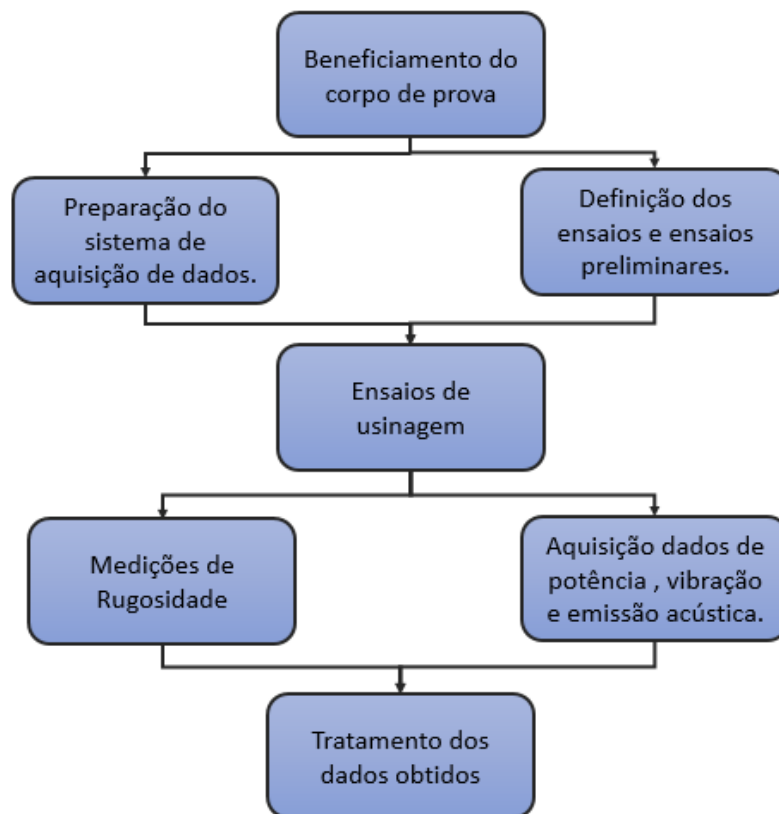 Beneficiamento do
corpo de prova
Preparação do
sistema de
aquisição de dados.
Definição dos
ensaios e ensaios
preliminares.
Ensaios de
usinagem
Medições de
Rugosidade
Aquisição dados de
potência , vibração
e emissão acústica.
Tratamento dos
dados obtidos